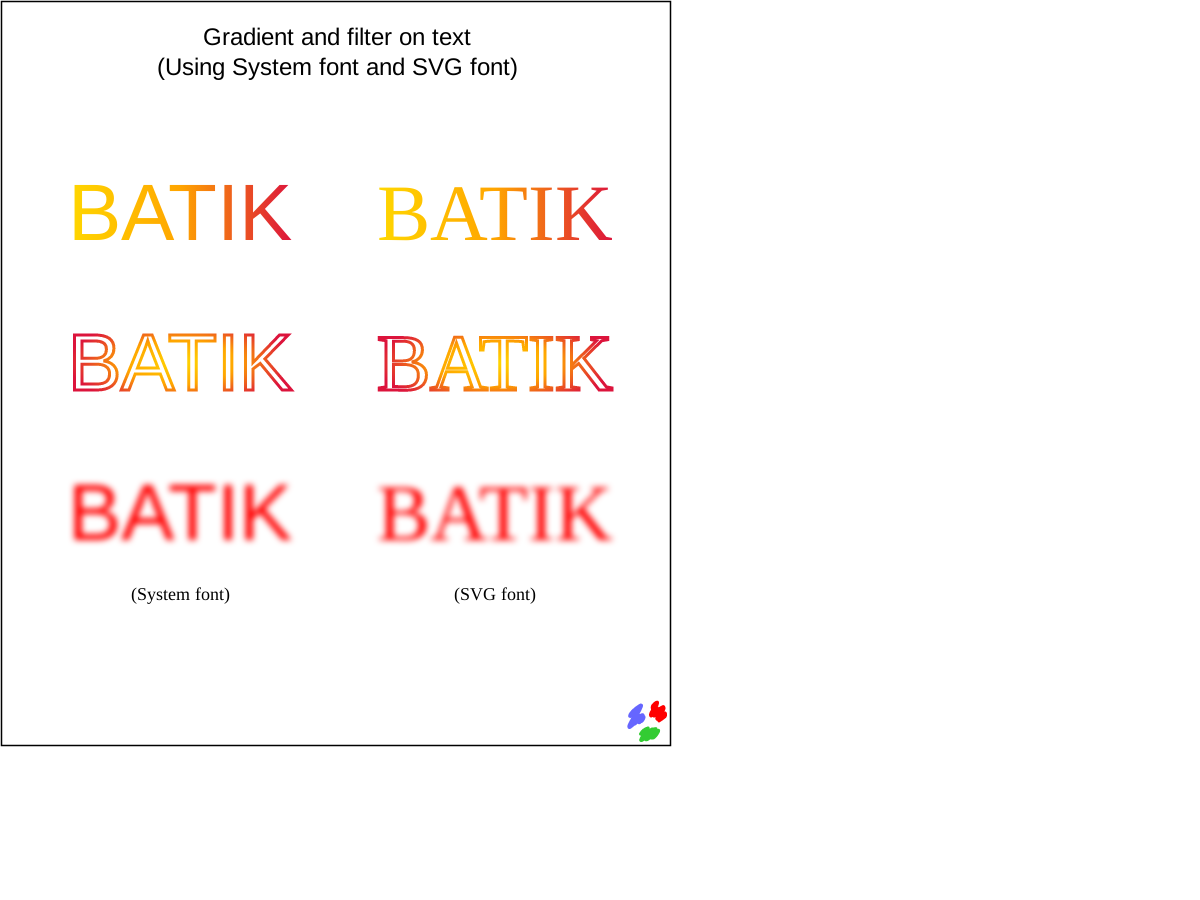 Gradient and filter on text
(Using System font and SVG font)
BATIK BATIK
BATIK BATIK
BATIK BATIK
(System font) (SVG font)